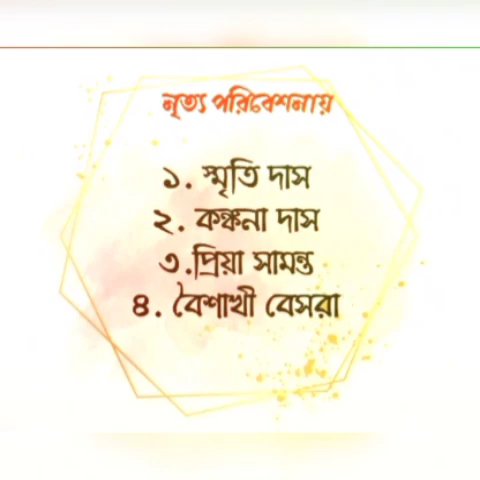 নৃত্য পরিবেশনায়
১. স্মৃতি দাস
২. কঙ্কনা দাস
৩.প্রিয়া সামন্ত
৪. বৈশাখী বেসরা